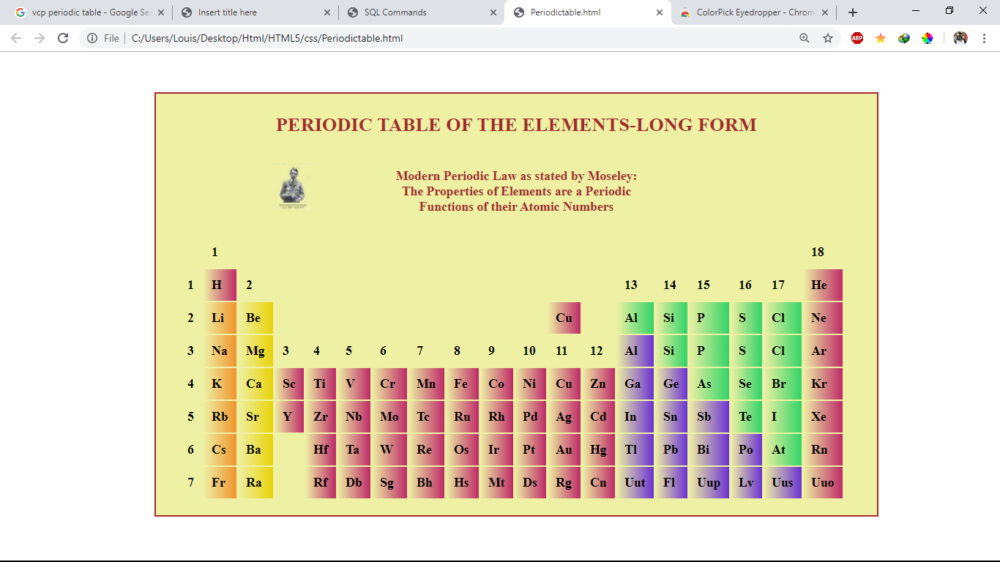 vcp periodic table - Google Se
Insert title here
SQL Commands
Periodictable.html
ColorPick Eyedropper - Chrom
File C:/Users/Louis/Desktop/Html/HTML5/css/Periodictable.html
ABP
PERIODIC TABLE OF THE ELEMENTS-LONG FORM
Modern Periodic Law as stated by Moseley:
The Properties of Elements are a Periodic
Functions of their Atomic Numbers
1 18
1 H 2 13 14 15 16 17 He
2 Li Be Cu Al Si P S Cl Ne
3 Na Mg 3 4 5 6 7 8 9 10 11 12 Al Si P S Cl Ar
4 K Ca Sc Ti V Cr Mn Fe Co Ni Cu Zn Ga Ge As Se Br Kr
5 Rb Sr Y Zr Nb Mo Tc Ru Rh Pd Ag Cd In Sn Sb Te I Xe
6 Cs Ba Hf Ta W Re Os Ir Pt Au Hg Tl Pb Bi Po At Rn
7 Fr Ra Rf Db Sg Bh Hs Mt Ds Rg Cn Uut Fl Uup Lv Uus Uuo